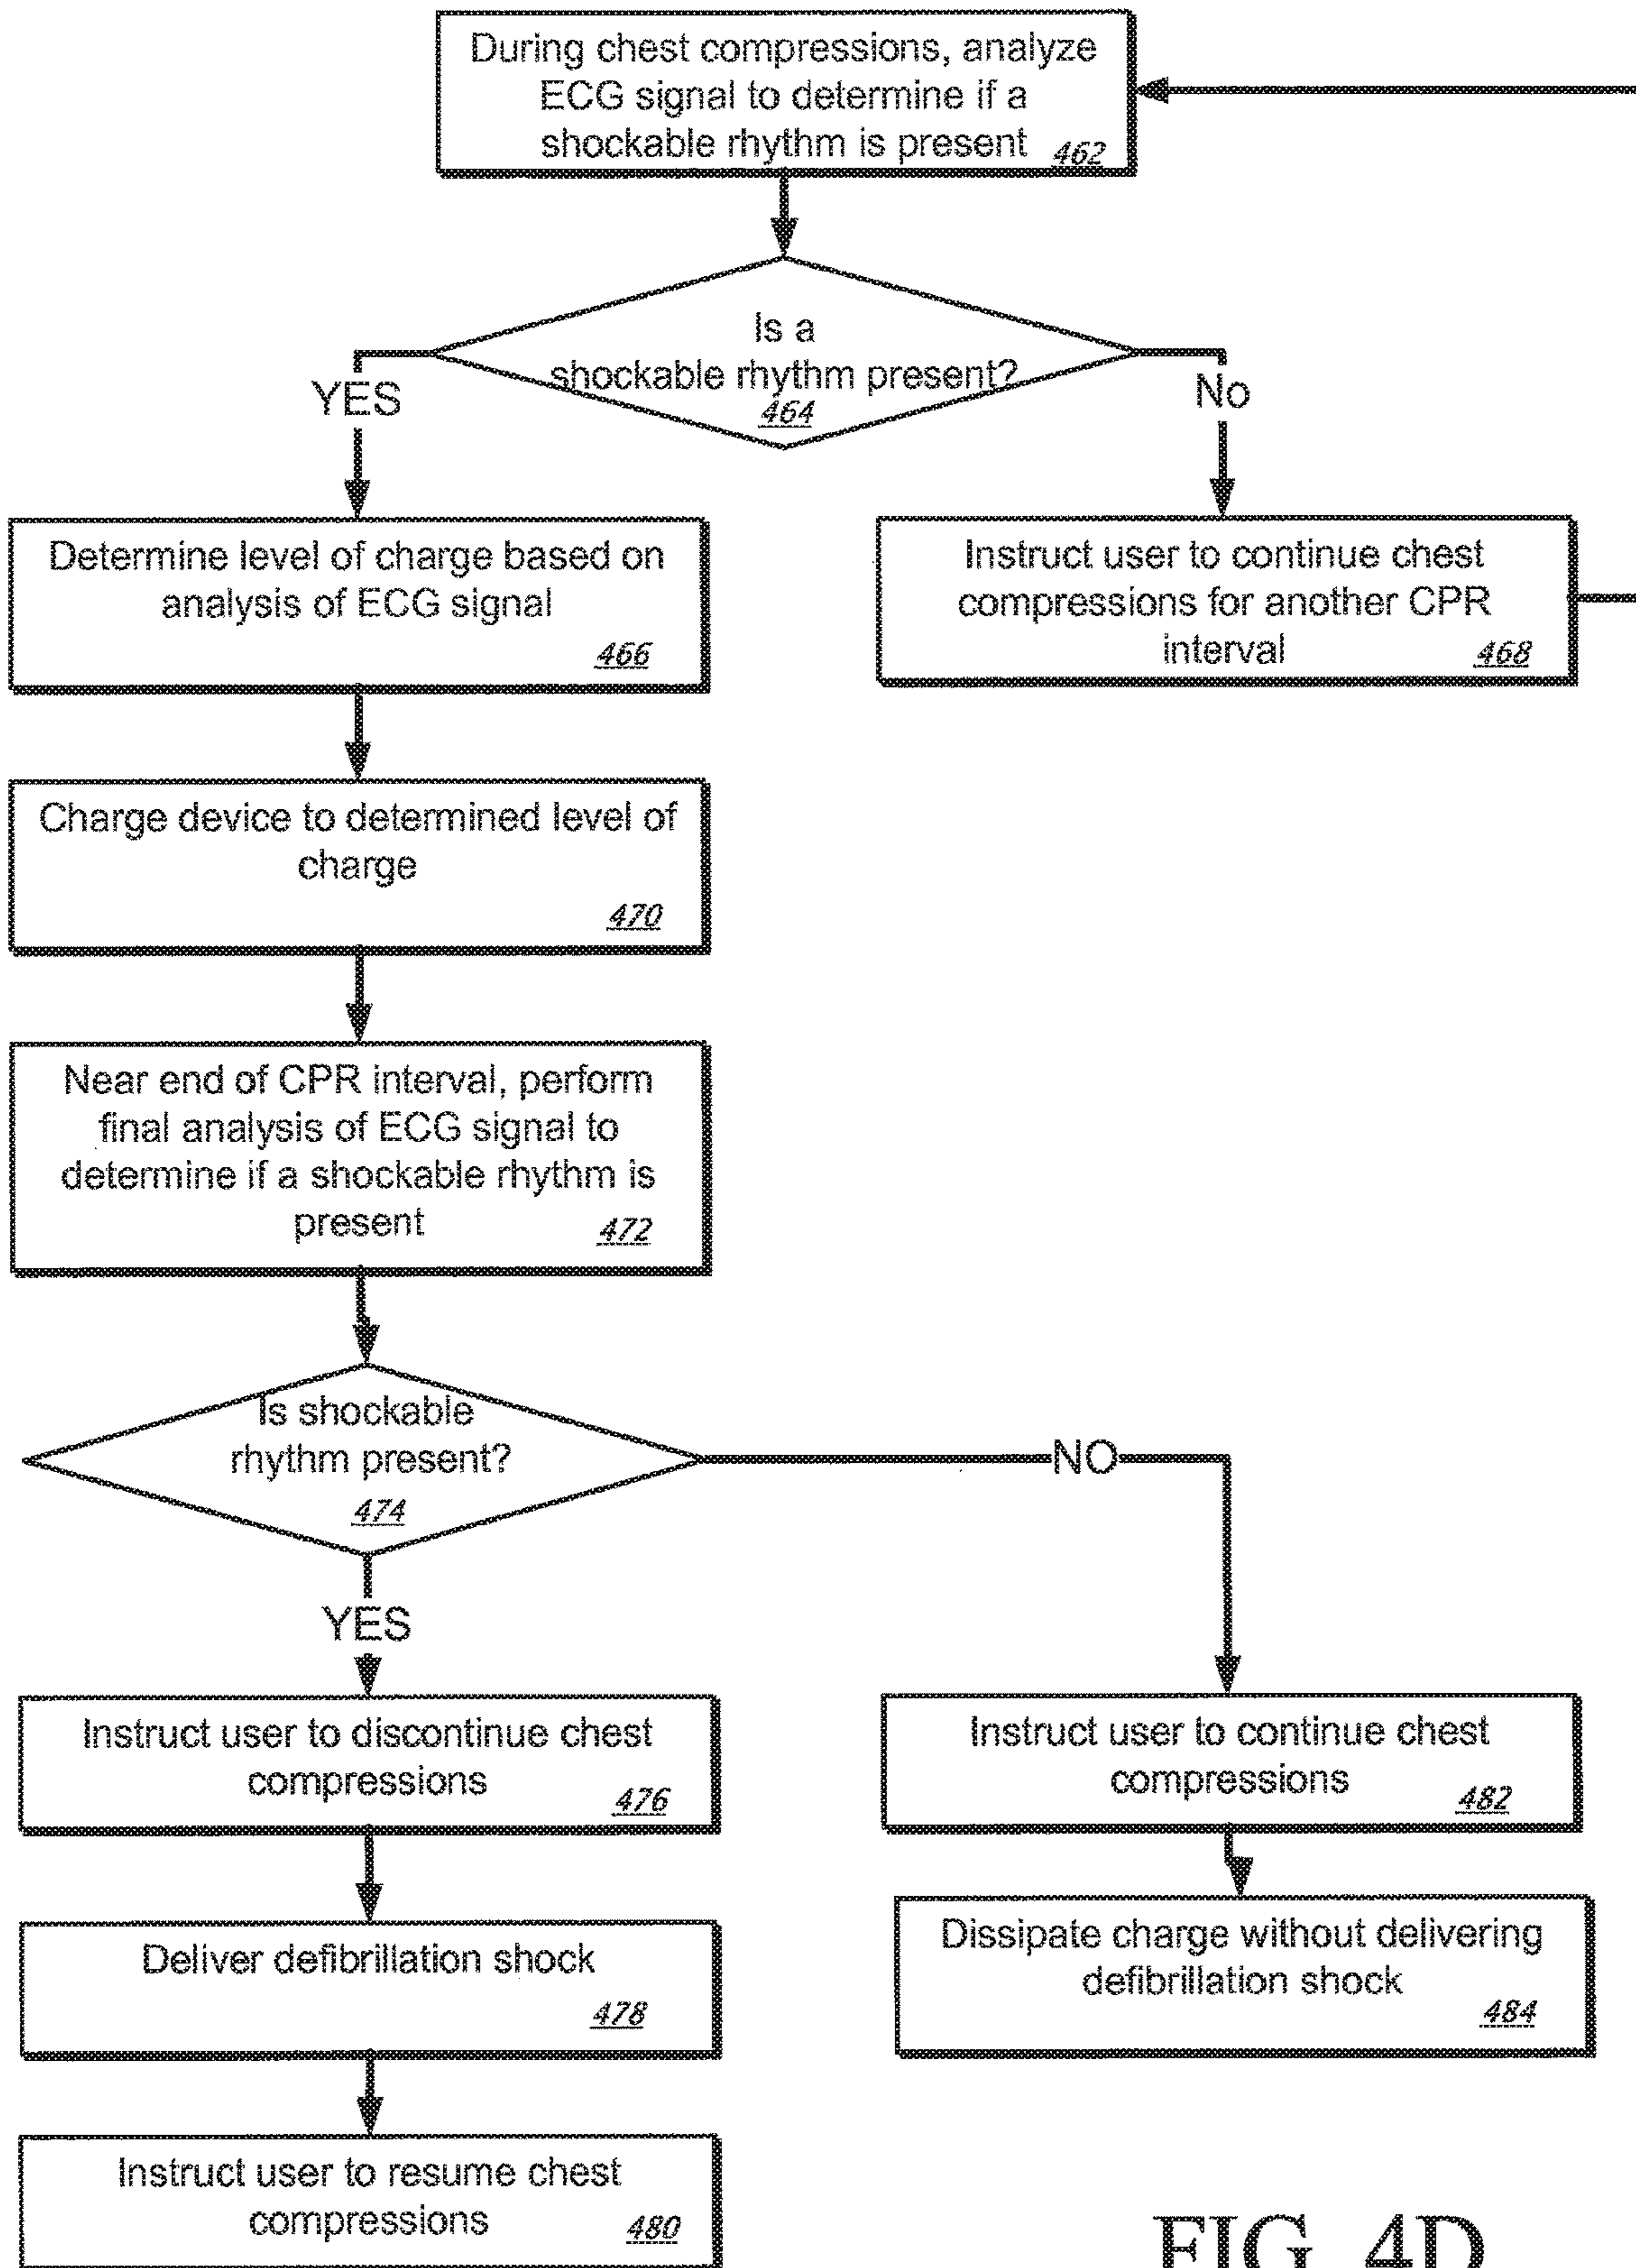 During chest compressions, analyze
ECG signal to determine if a
shockable rhythm is present 462
Is a
shockable rhythm present?
464
YES
No
Determine level of charge based on
analysis of ECG signal
466
Instruct user to continue chest
compressions for another CPR
interval 468
Charge device to determined level of
charge
470
Near end of CPR interval, perform
final analysis of ECG signal to
determine if a shockable rhythm is
present 472
Is shockable
rhythm present?
474
NO
YES
Instruct user to discontinue chest
compressions 476
Instruct user to continue chest
compressions 482
Deliver defibrillation shock
478
Dissipate charge without delivering
defibrillation shock
484
Instruct user to resume chest
compressions 480
FIG. 4D